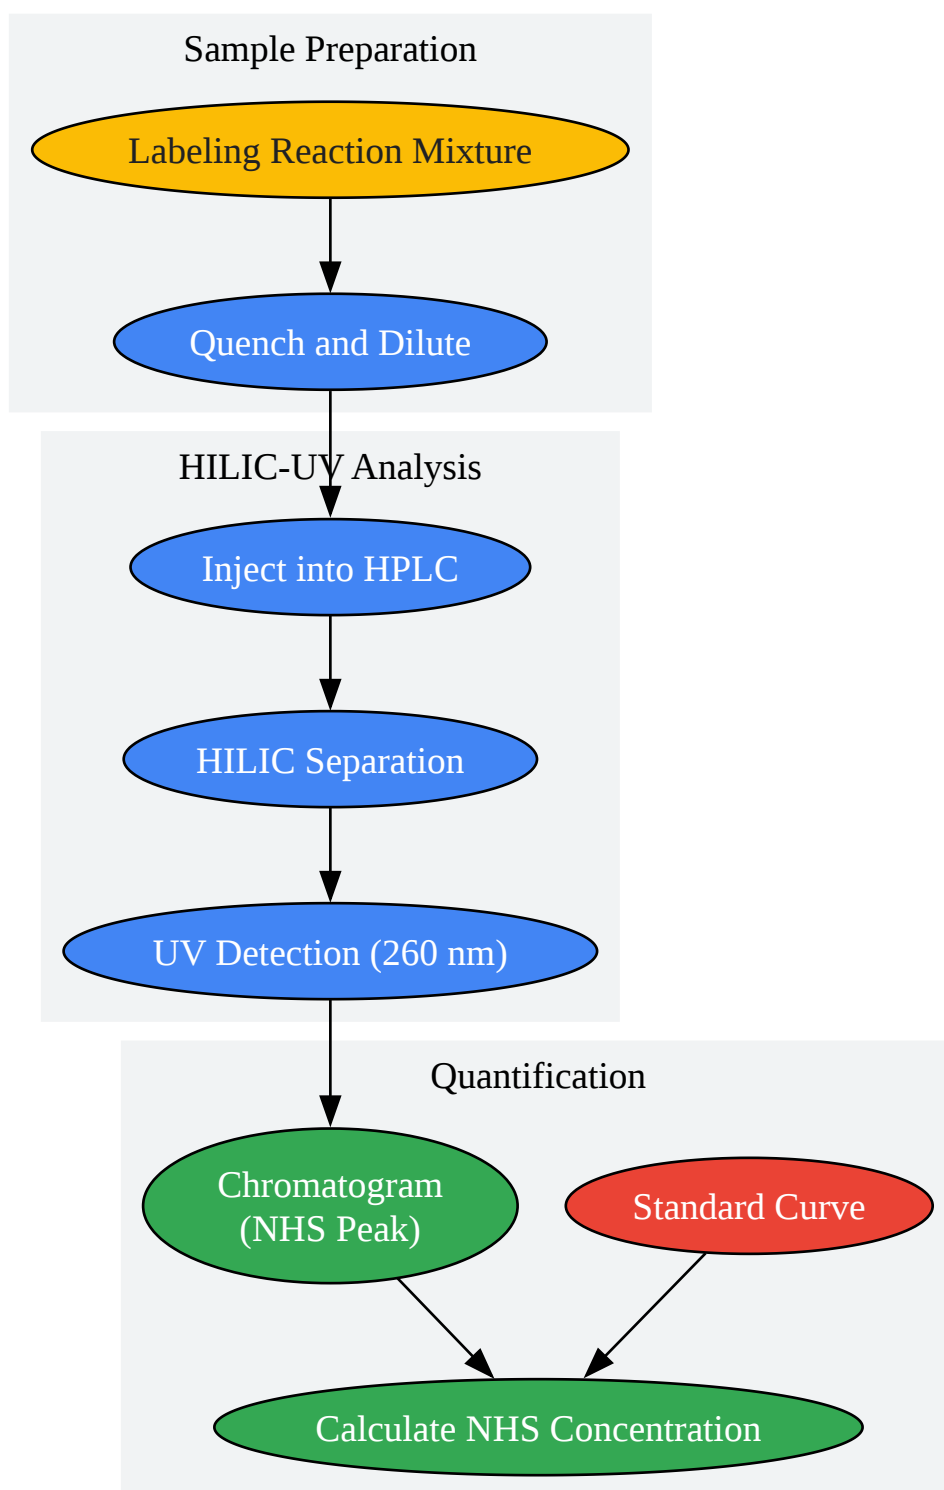 Sample Preparation
Labeling Reaction Mixture
Quench and Dilute
HILIC-UV Analysis
Inject into HPLC
HILIC Separation
UV Detection (260 nm)
Quantification
Chromatogram
(NHS Peak)
Standard Curve
Calculate NHS Concentration